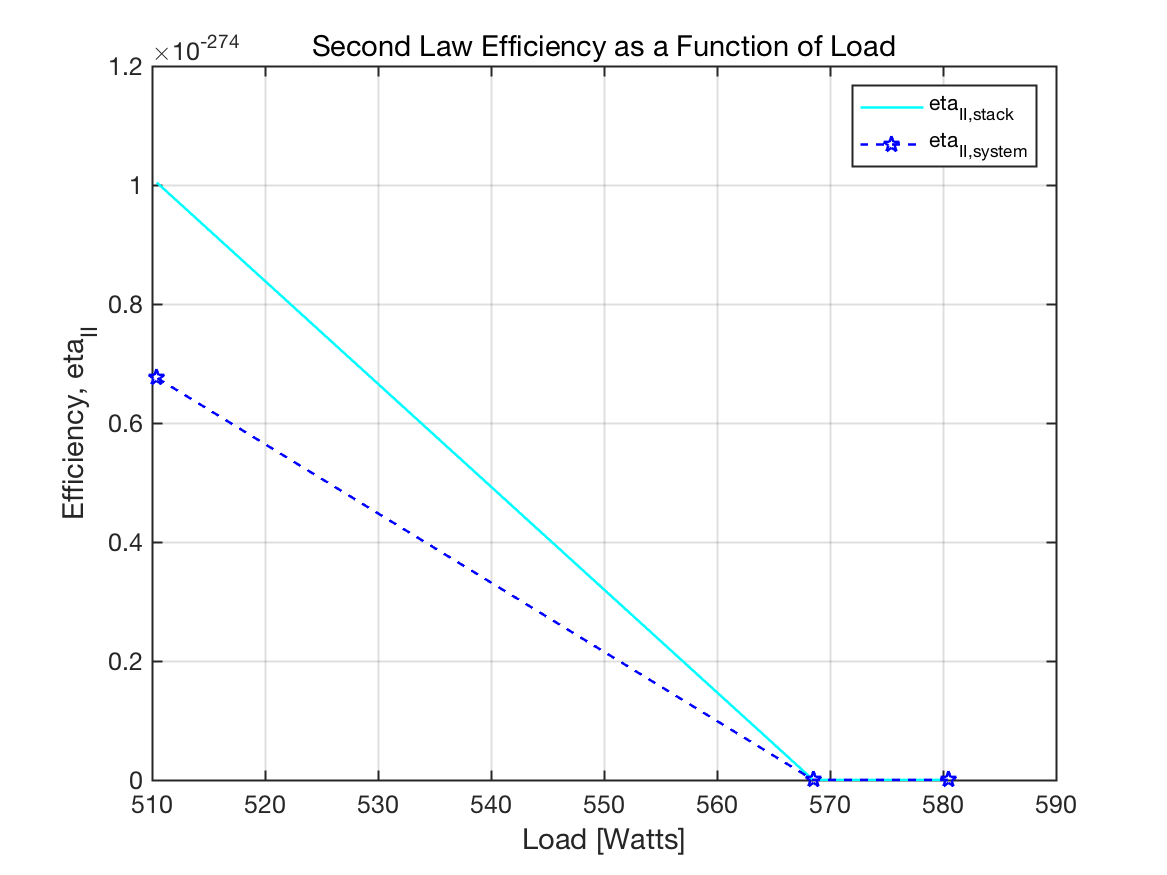 Second Law Efficiency as a Function of Load
×10^-274
1.2
1
0.8
0.6
0.4
0.2
0
510 520 530 540 550 560 570 580 590
Load [Watts]
Efficiency, eta_II
eta_II,stack
eta_II,system